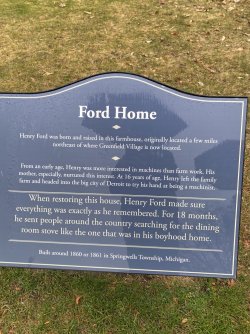 Ford Home
Henry Ford was born and raised in this farmhouse, originally located a few miles
northeast of where Greenfield Village is now located.
From an early age, Henry was more interested in machines than farm work. His
mother, especially, nurtured this interest. At 16 years of age, Henry left the family
farm and headed into the big city of Detroit to try his hand at being a machinist.
When restoring this house, Henry Ford made sure
everything was exactly as he remembered. For 18 months,
he sent people around the country searching for the dining
room stove like the one that was in his boyhood home.
Built around 1860 to 1861 in Springwells Township, Michigan.